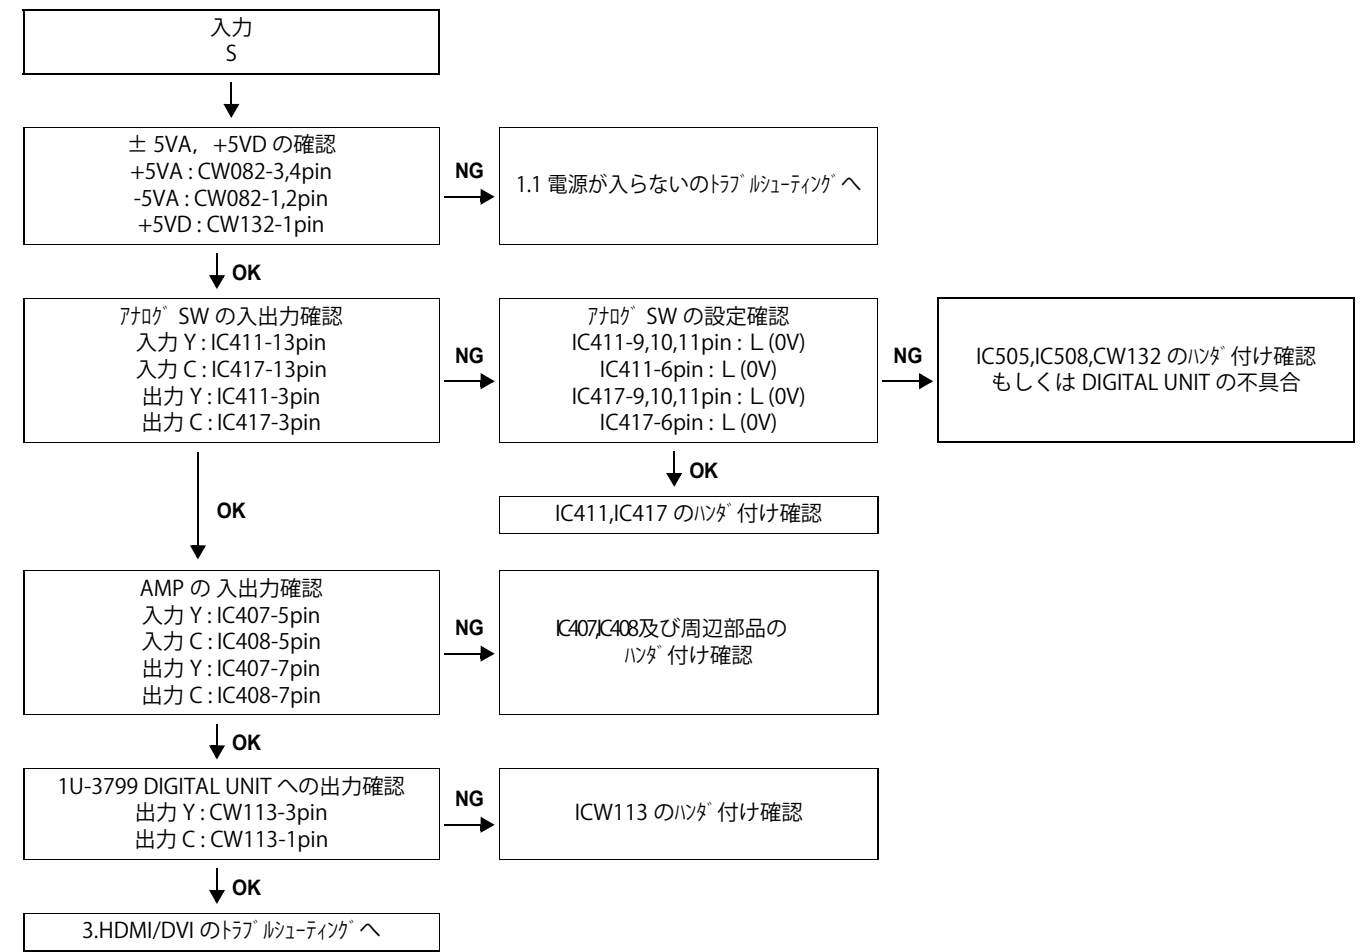 入力
S
± 5VA, +5VD の確認
+5VA : CW082-3,4pin
-5VA : CW082-1,2pin
+5VD : CW132-1pin
NG
1.1 電源が入らないのﾄﾗﾌﾞﾙｼｭｰﾃｨﾝｸﾞへ
OK
ｱﾅﾛｸﾞ SW の入出力確認
入力 Y : IC411-13pin
入力 C : IC417-13pin
出力 Y : IC411-3pin
出力 C : IC417-3pin
NG
ｱﾅﾛｸﾞ SW の設定確認
IC411-9,10,11pin : L (0V)
IC411-6pin : L (0V)
IC417-9,10,11pin : L (0V)
IC417-6pin : L (0V)
NG
IC505,IC508,CW132 のﾊﾝﾀﾞ付け確認
もしくは DIGITAL UNIT の不具合
OK
IC411,IC417 のﾊﾝﾀﾞ付け確認
OK
AMP の 入出力確認
入力 Y : IC407-5pin
入力 C : IC408-5pin
出力 Y : IC407-7pin
出力 C : IC408-7pin
NG
IC407,IC408及び周辺部品の
ﾊﾝﾀﾞ付け確認
OK
1U-3799 DIGITAL UNIT への出力確認
出力 Y : CW113-3pin
出力 C : CW113-1pin
NG
ICW113 のﾊﾝﾀﾞ付け確認
OK
3.HDMI/DVI のﾄﾗﾌﾞﾙｼｭｰﾃｨﾝｸﾞへ